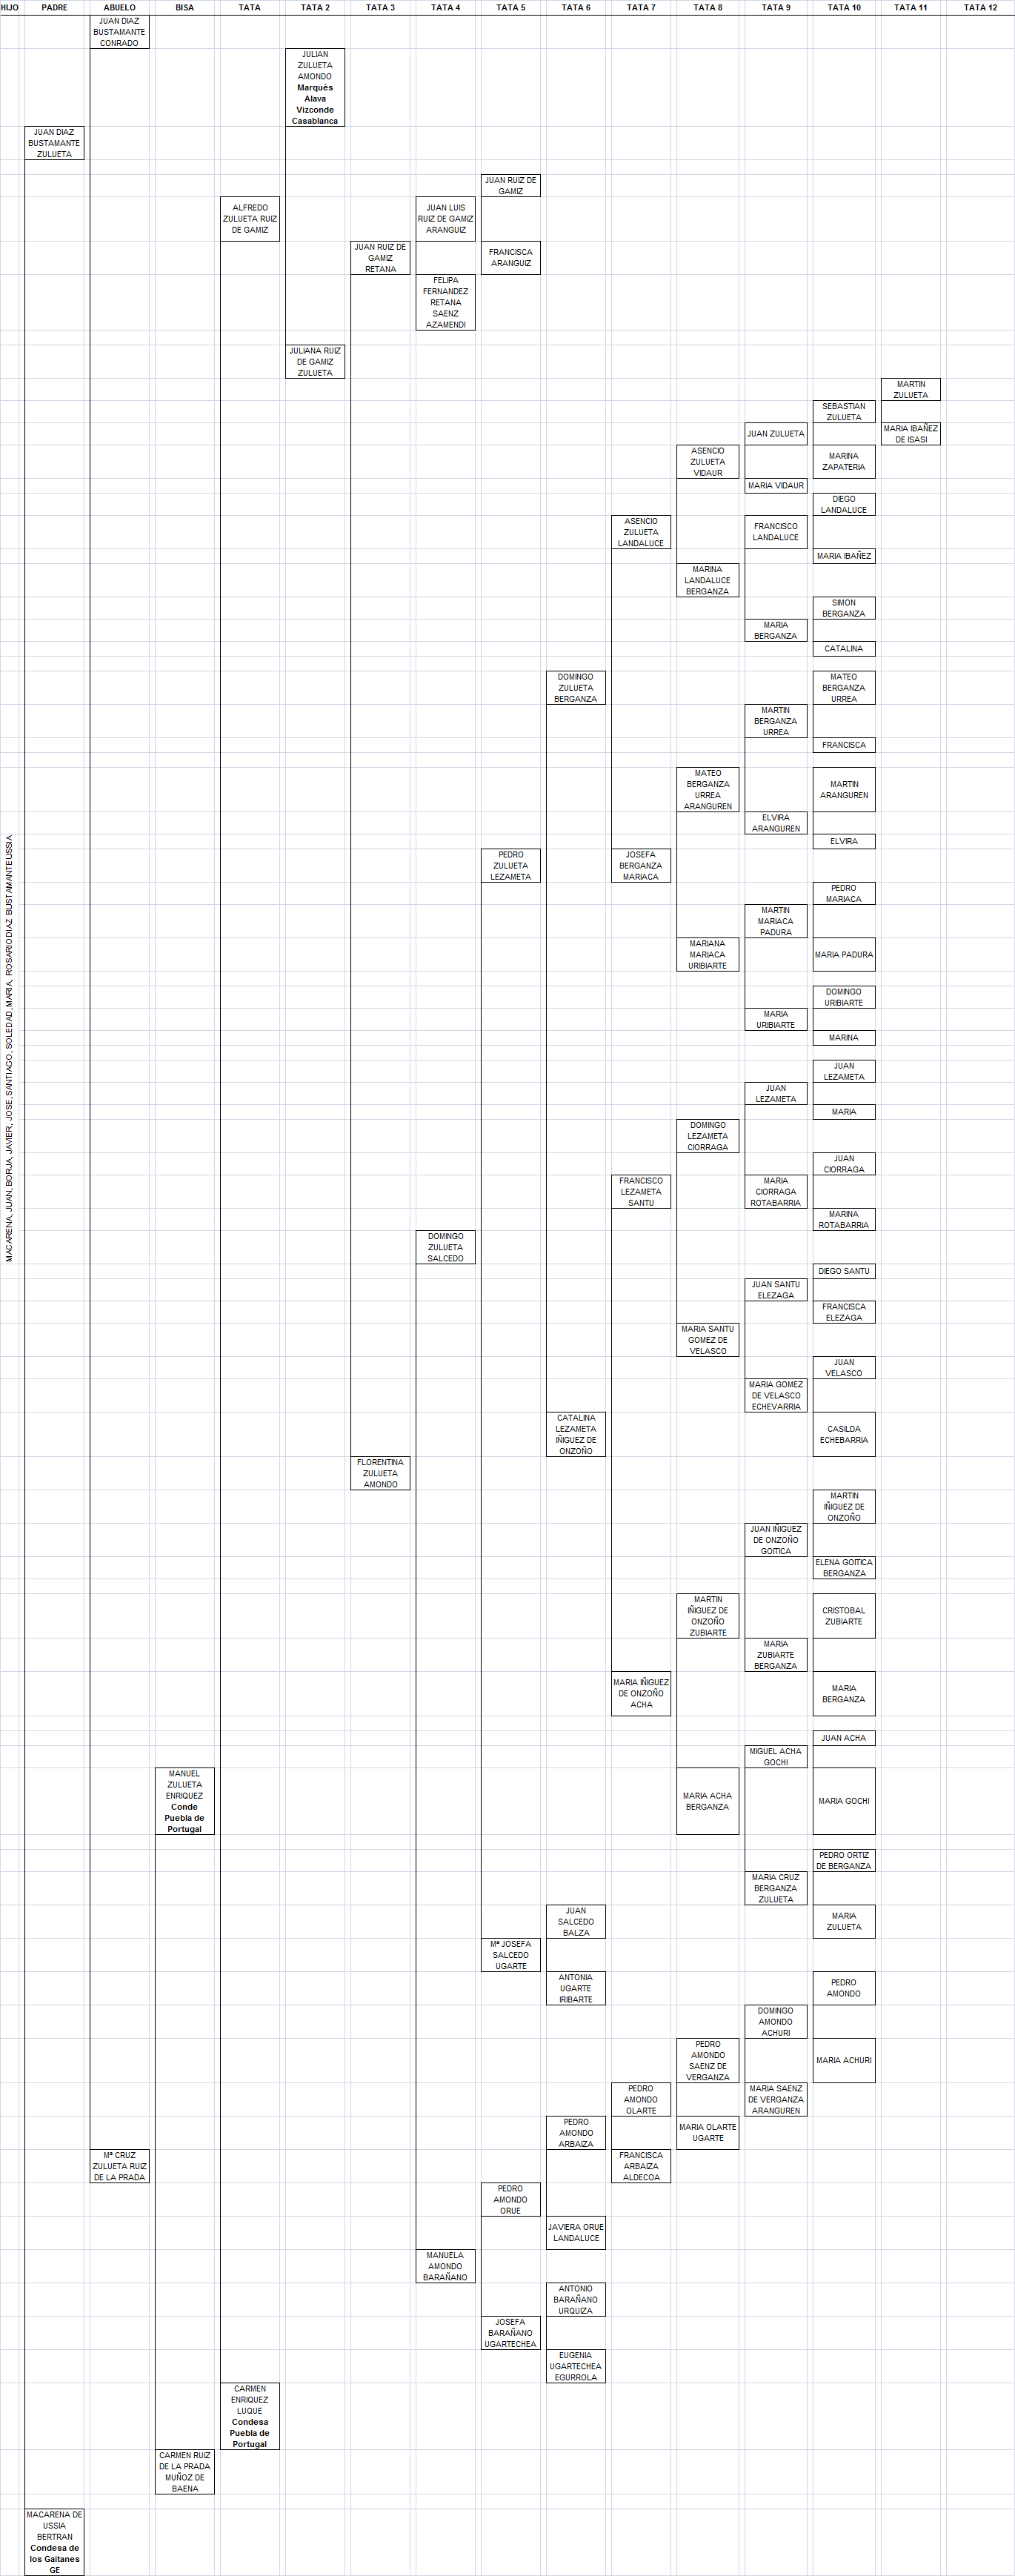 HIJO PADRE ABUELO BISA TATA TATA 2 TATA 3 TATA 4 TATA 5 TATA 6 TATA 7 TATA 8 TATA 9 TATA 10 TATA 11 TATA 12
JUAN DIAZ
BUSTAMANTE
CONRADO
JULIAN
ZULUETA
AMONDO
Marqués
Alava
Vizconde
Casablanca
JUAN DIAZ
BUSTAMANTE
ZULUETA
JUAN RUIZ DE
GAMIZ
ALFREDO
ZULUETA RUIZ
DE GAMIZ
JUAN LUIS
RUIZ DE GAMIZ
ARANGUIZ
JUAN RUIZ DE
GAMIZ
RETANA
FRANCISCA
ARANGUIZ
FELIPA
FERNANDEZ
RETANA
SAENZ
AZAMENDI
JULIANA RUIZ
DE GAMIZ
ZULUETA
MARTIN
ZULUETA
SEBASTIAN
ZULUETA
JUAN ZULUETA
MARIA IBAÑEZ
DE ISASI
ASENCIO
ZULUETA
VIDAUR
MARINA
ZAPATERIA
MARIA VIDAUR
DIEGO
LANDALUCE
ASENCIO
ZULUETA
LANDALUCE
FRANCISCO
LANDALUCE
MARIA IBAÑEZ
MARINA
LANDALUCE
BERGANZA
SIMON
BERGANZA
MARIA
BERGANZA
CATALINA
DOMINGO
ZULUETA
BERGANZA
MATEO
BERGANZA
URREA
MARTIN
BERGANZA
URREA
FRANCISCA
MATEO
BERGANZA
URREA
ARANGUREN
MARTIN
ARANGUREN
ELVIRA
ARANGUREN
ELVIRA
MACARENA, JUAN, BORJA, JAVIER, JOSE, SANTIAGO, SOLEDAD, MARIA, ROSARIO DIAZ BUSTAMANTE USSIA
PEDRO
ZULUETA
LEZAMETA
JOSEFA
BERGANZA
MARIACA
PEDRO
MARIACA
MARTIN
MARIACA
PADURA
MARIANA
MARIACA
URIBIARTE
MARIA PADURA
DOMINGO
URIBIARTE
MARIA
URIBIARTE
MARINA
JUAN
LEZAMETA
JUAN
LEZAMETA
MARIA
DOMINGO
LEZAMETA
CIORRAGA
JUAN
CIORRAGA
FRANCISCO
LEZAMETA
SANTU
MARIA
CIORRAGA
ROTABARRIA
MARINA
ROTABARRIA
DOMINGO
ZULUETA
SALCEDO
DIEGO SANTU
JUAN SANTU
ELEZAGA
FRANCISCA
ELEZAGA
MARIA SANTU
GOMEZ DE
VELASCO
JUAN
VELASCO
MARIA GOMEZ
DE VELASCO
ECHEVARRIA
CATALINA
LEZAMETA
IÑIGUEZ DE
ONZOÑO
CASILDA
ECHEBARRIA
FLORENTINA
ZULUETA
AMONDO
MARTIN
IÑIGUEZ DE
ONZOÑO
JUAN IÑIGUEZ
DE ONZOÑO
GOITICA
ELENA GOITICA
BERGANZA
MARTIN
IÑIGUEZ DE
ONZOÑO
ZUBIARTE
CRISTOBAL
ZUBIARTE
MARIA
ZUBIARTE
BERGANZA
MARIA IÑIGUEZ
DE ONZOÑO
ACHA
MARIA
BERGANZA
JUAN ACHA
MIGUEL ACHA
GOCHI
MANUEL
ZULUETA
ENRIQUEZ
Conde
Puebla de
Portugal
MARIA ACHA
BERGANZA
MARIA GOCHI
PEDRO ORTIZ
DE BERGANZA
MARIA CRUZ
BERGANZA
ZULUETA
JUAN
SALCEDO
BALZA
MARIA
ZULUETA
Mª JOSEFA
SALCEDO
UGARTE
ANTONIA
UGARTE
IRIBARTE
PEDRO
AMONDO
DOMINGO
AMONDO
ACHURI
PEDRO
AMONDO
SAENZ DE
VERGANZA
MARIA ACHURI
PEDRO
AMONDO
OLARTE
MARIA SAENZ
DE VERGANZA
ARANGUREN
PEDRO
AMONDO
ARBAIZA
MARIA OLARTE
UGARTE
Mª CRUZ
ZULUETA RUIZ
DE LA PRADA
FRANCISCA
ARBAIZA
ALDECOA
PEDRO
AMONDO
ORUE
JAVIERA ORUE
LANDALUCE
MANUELA
AMONDO
BARAÑANO
ANTONIO
BARAÑANO
URQUIZA
JOSEFA
BARAÑANO
UGARTECHEA
EUGENIA
UGARTECHEA
EGURROLA
CARMEN
ENRIQUEZ
LUQUE
Condesa
Puebla de
Portugal
CARMEN RUIZ
DE LA PRADA
MUÑOZ DE
BAENA
MACARENA DE
USSIA
BERTRAN
Condesa de
los Gaitanes
GE